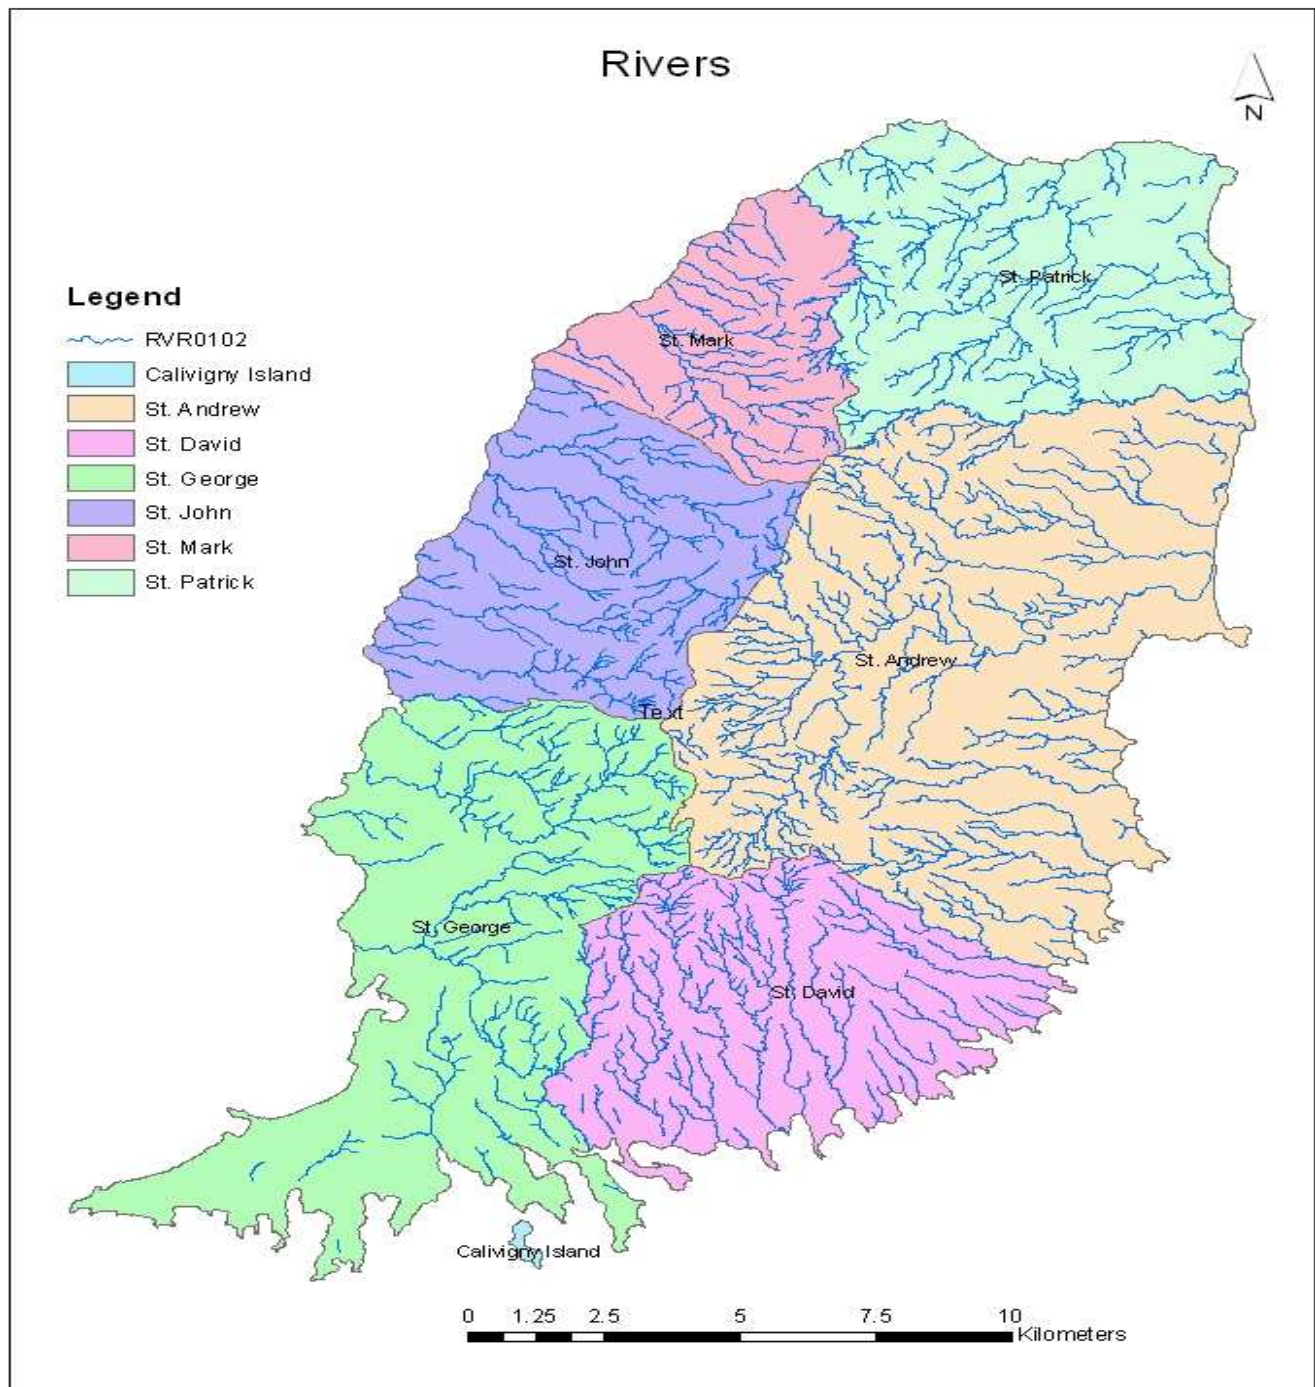 Rivers
N
Legend
RVR0102
Calivigny Island
St. Andrew
St. David
St. George
St. John
St. Mark
St. Patrick
St. Patrick
St. Mark
St. John
St. Andrew
Text
St. George
St. David
Calivigny Island
0 1.25 2.5 5 7.5 10
Kilometers